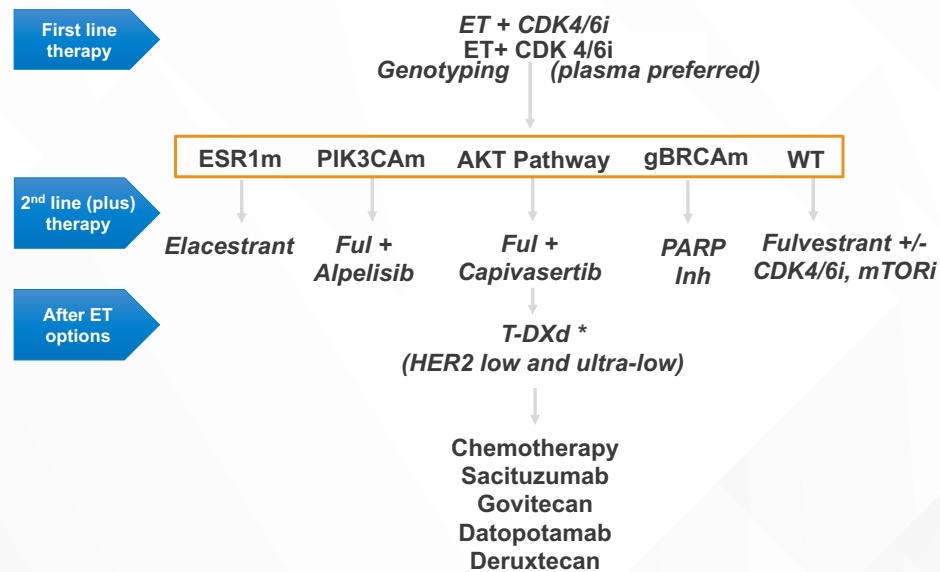 First line
therapy
ET + CDK4/6i
ET+ CDK 4/6i
Genotyping (plasma preferred)
ESR1m PIK3CAm AKT Pathway gBRCAm WT
2nd line (plus)
therapy
Elacestrant
Ful +
Alpelisib
Ful +
Capivasertib
PARP
Inh
Fulvestrant +/-
CDK4/6i, mTORi
After ET
options
T-DXd *
(HER2 low and ultra-low)
Chemotherapy
Sacituzumab
Govitecan
Datopotamab
Deruxtecan